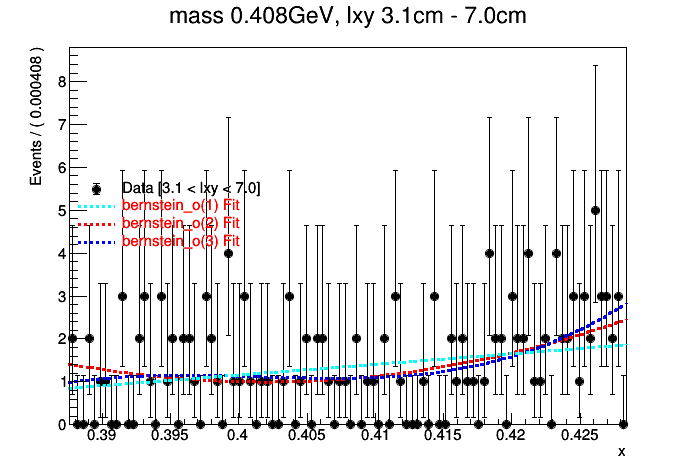 mass 0.408GeV, lxy 3.1cm - 7.0cm
Events / ( 0.000408 )
8
7
6
5
4
3
2
1
0
Data [3.1 < lxy < 7.0]
bernstein_o(1) Fit
bernstein_o(2) Fit
bernstein_o(3) Fit
0.39 0.395 0.4 0.405 0.41 0.415 0.42 0.425
x